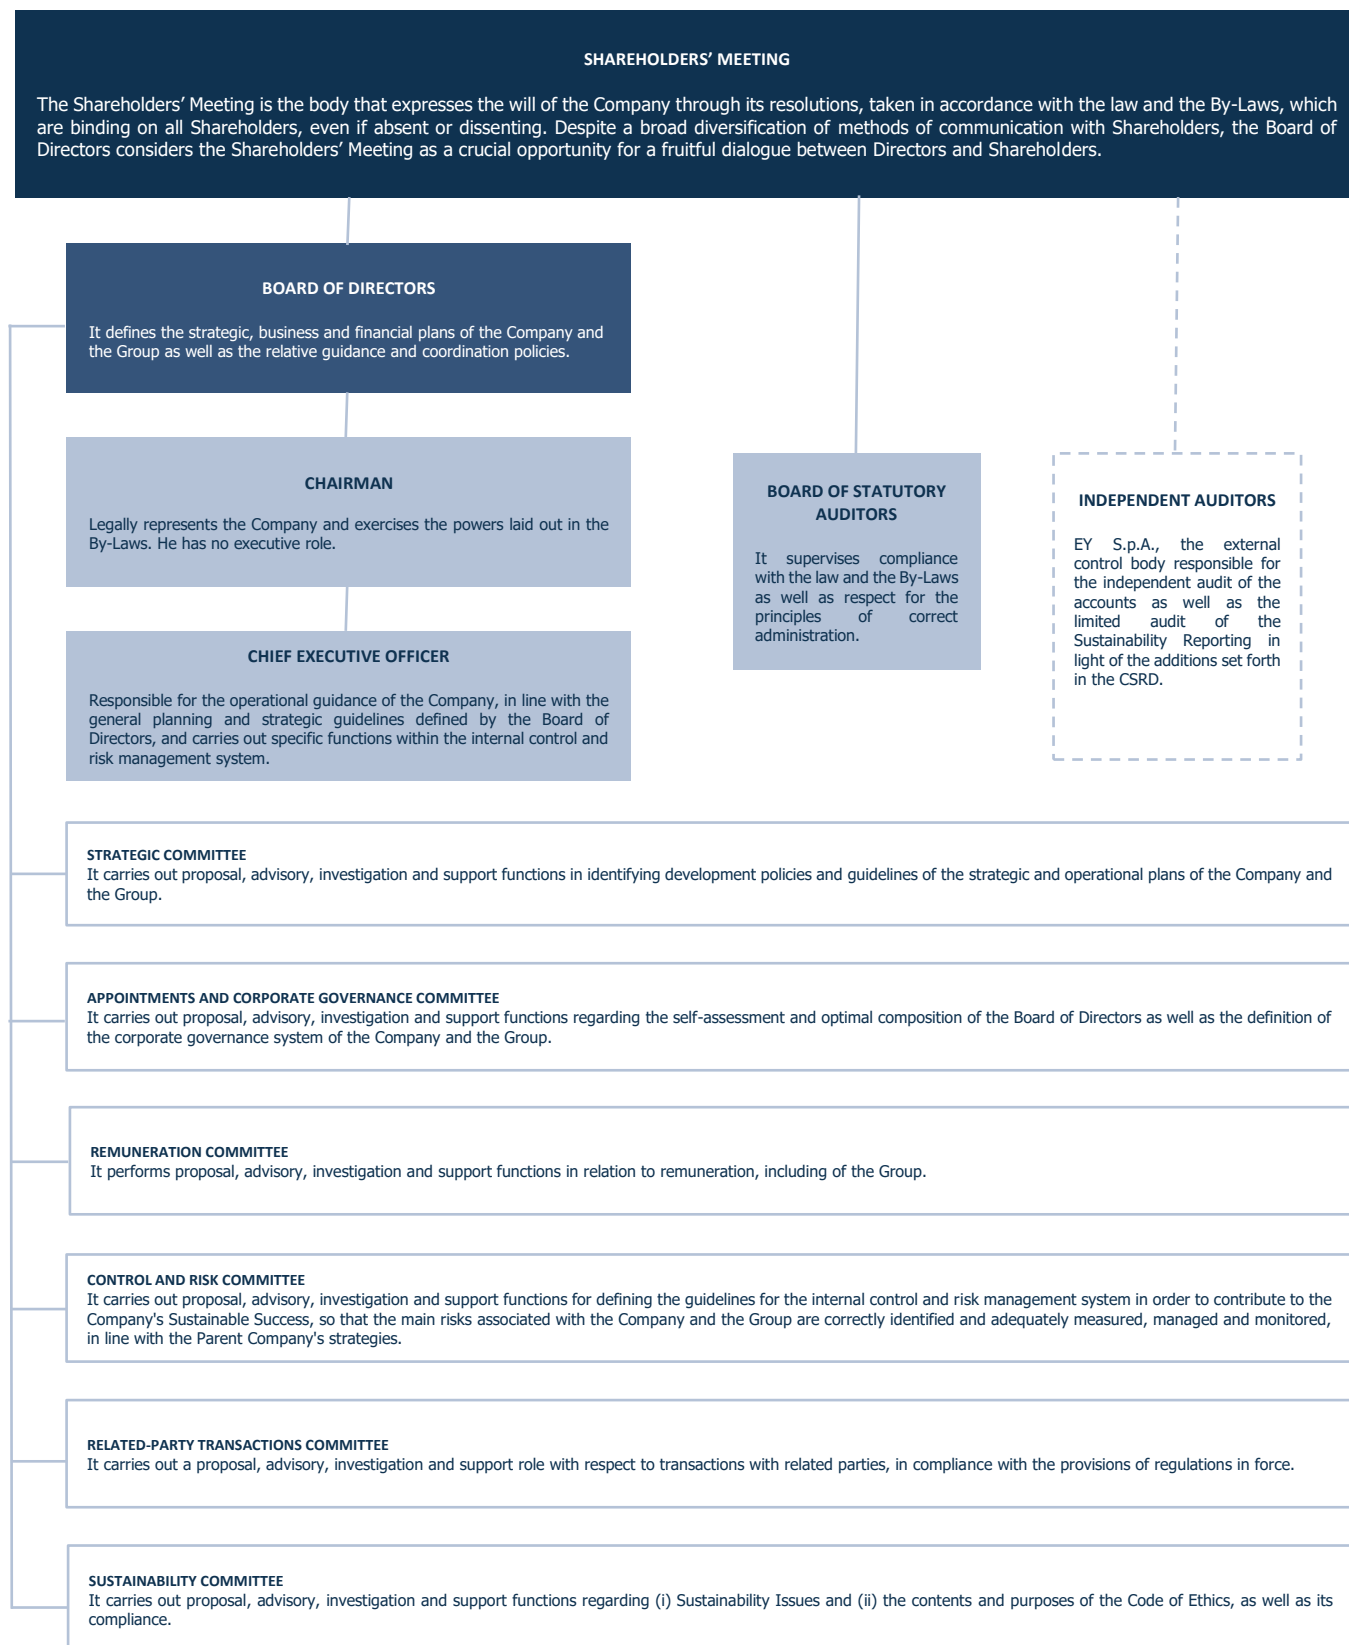 SHAREHOLDERS’ MEETING
The Shareholders’ Meeting is the body that expresses the will of the Company through its resolutions, taken in accordance with the law and the By-Laws, which
are binding on all Shareholders, even if absent or dissenting. Despite a broad diversification of methods of communication with Shareholders, the Board of
Directors considers the Shareholders’ Meeting as a crucial opportunity for a fruitful dialogue between Directors and Shareholders.
BOARD OF DIRECTORS
It defines the strategic, business and financial plans of the Company and
the Group as well as the relative guidance and coordination policies.
CHAIRMAN
Legally represents the Company and exercises the powers laid out in the
By-Laws. He has no executive role.
CHIEF EXECUTIVE OFFICER
Responsible for the operational guidance of the Company, in line with the
general planning and strategic guidelines defined by the Board of
Directors, and carries out specific functions within the internal control and
risk management system.
BOARD OF STATUTORY
AUDITORS
It supervises compliance
with the law and the By-Laws
as well as respect for the
principles of correct
administration.
INDEPENDENT AUDITORS
EY S.p.A., the external
control body responsible for
the independent audit of the
accounts as well as the
limited audit of the
Sustainability Reporting in
light of the additions set forth
in the CSRD.
STRATEGIC COMMITTEE
It carries out proposal, advisory, investigation and support functions in identifying development policies and guidelines of the strategic and operational plans of the Company and
the Group.
APPOINTMENTS AND CORPORATE GOVERNANCE COMMITTEE
It carries out proposal, advisory, investigation and support functions regarding the self-assessment and optimal composition of the Board of Directors as well as the definition of
the corporate governance system of the Company and the Group.
REMUNERATION COMMITTEE
It performs proposal, advisory, investigation and support functions in relation to remuneration, including of the Group.
CONTROL AND RISK COMMITTEE
It carries out proposal, advisory, investigation and support functions for defining the guidelines for the internal control and risk management system in order to contribute to the
Company's Sustainable Success, so that the main risks associated with the Company and the Group are correctly identified and adequately measured, managed and monitored,
in line with the Parent Company's strategies.
RELATED-PARTY TRANSACTIONS COMMITTEE
It carries out a proposal, advisory, investigation and support role with respect to transactions with related parties, in compliance with the provisions of regulations in force.
SUSTAINABILITY COMMITTEE
It carries out proposal, advisory, investigation and support functions regarding (i) Sustainability Issues and (ii) the contents and purposes of the Code of Ethics, as well as its
compliance.